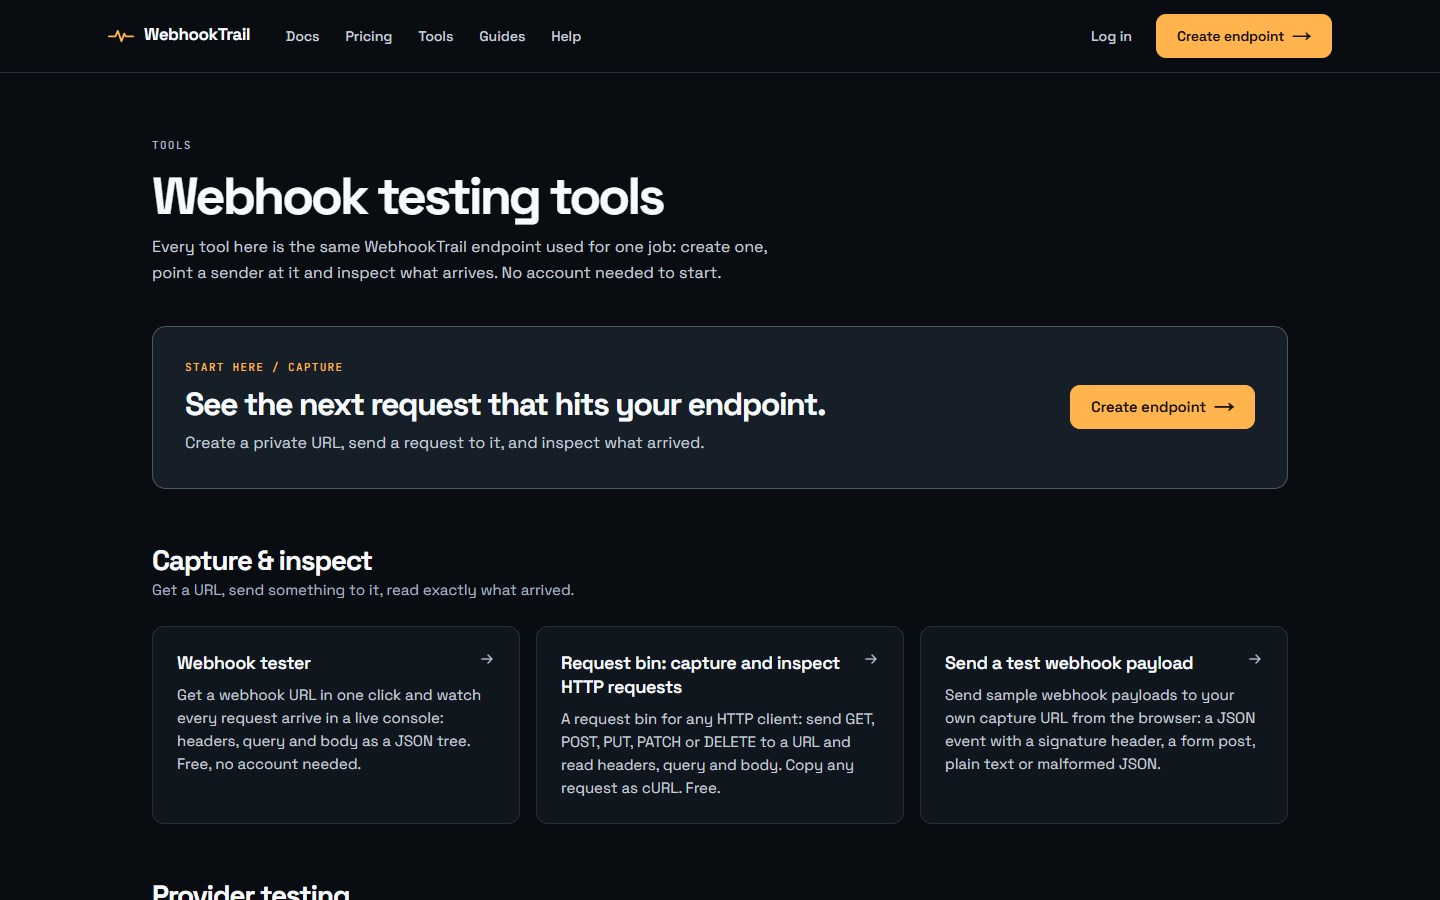 WebhookTrail Docs Pricing Tools Guides Help Log in Create endpoint →
TOOLS
Webhook testing tools
Every tool here is the same WebhookTrail endpoint used for one job: create one,
point a sender at it and inspect what arrives. No account needed to start.
START HERE / CAPTURE
See the next request that hits your endpoint.
Create a private URL, send a request to it, and inspect what arrived.
Create endpoint →
Capture & inspect
Get a URL, send something to it, read exactly what arrived.
Webhook tester →
Get a webhook URL in one click and watch
every request arrive in a live console:
headers, query and body as a JSON tree.
Free, no account needed.
Request bin: capture and inspect →
HTTP requests
A request bin for any HTTP client: send GET,
POST, PUT, PATCH or DELETE to a URL and
read headers, query and body. Copy any
request as cURL. Free.
Send a test webhook payload →
Send sample webhook payloads to your
own capture URL from the browser: a JSON
event with a signature header, a form post,
plain text or malformed JSON.
Provider testing